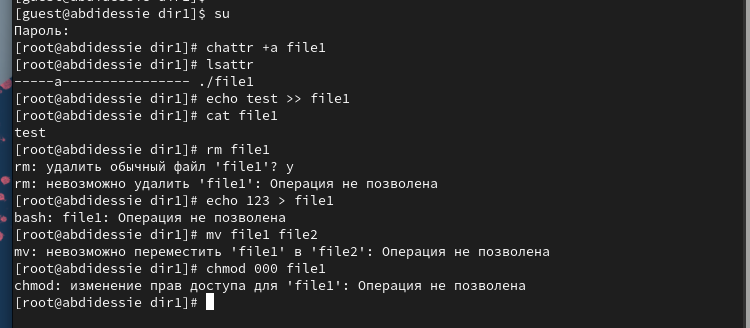 [guest@abdidessie dir1]$
[guest@abdidessie dir1]$ su
Пароль:
[root@abdidessie dir1]# chattr +a file1
[root@abdidessie dir1]# lsattr
-----a---------------- ./file1
[root@abdidessie dir1]# echo test >> file1
[root@abdidessie dir1]# cat file1
test
[root@abdidessie dir1]# rm file1
rm: удалить обычный файл 'file1'? y
rm: невозможно удалить 'file1': Операция не позволена
[root@abdidessie dir1]# echo 123 > file1
bash: file1: Операция не позволена
[root@abdidessie dir1]# mv file1 file2
mv: невозможно переместить 'file1' в 'file2': Операция не позволена
[root@abdidessie dir1]# chmod 000 file1
chmod: изменение прав доступа для 'file1': Операция не позволена
[root@abdidessie dir1]#